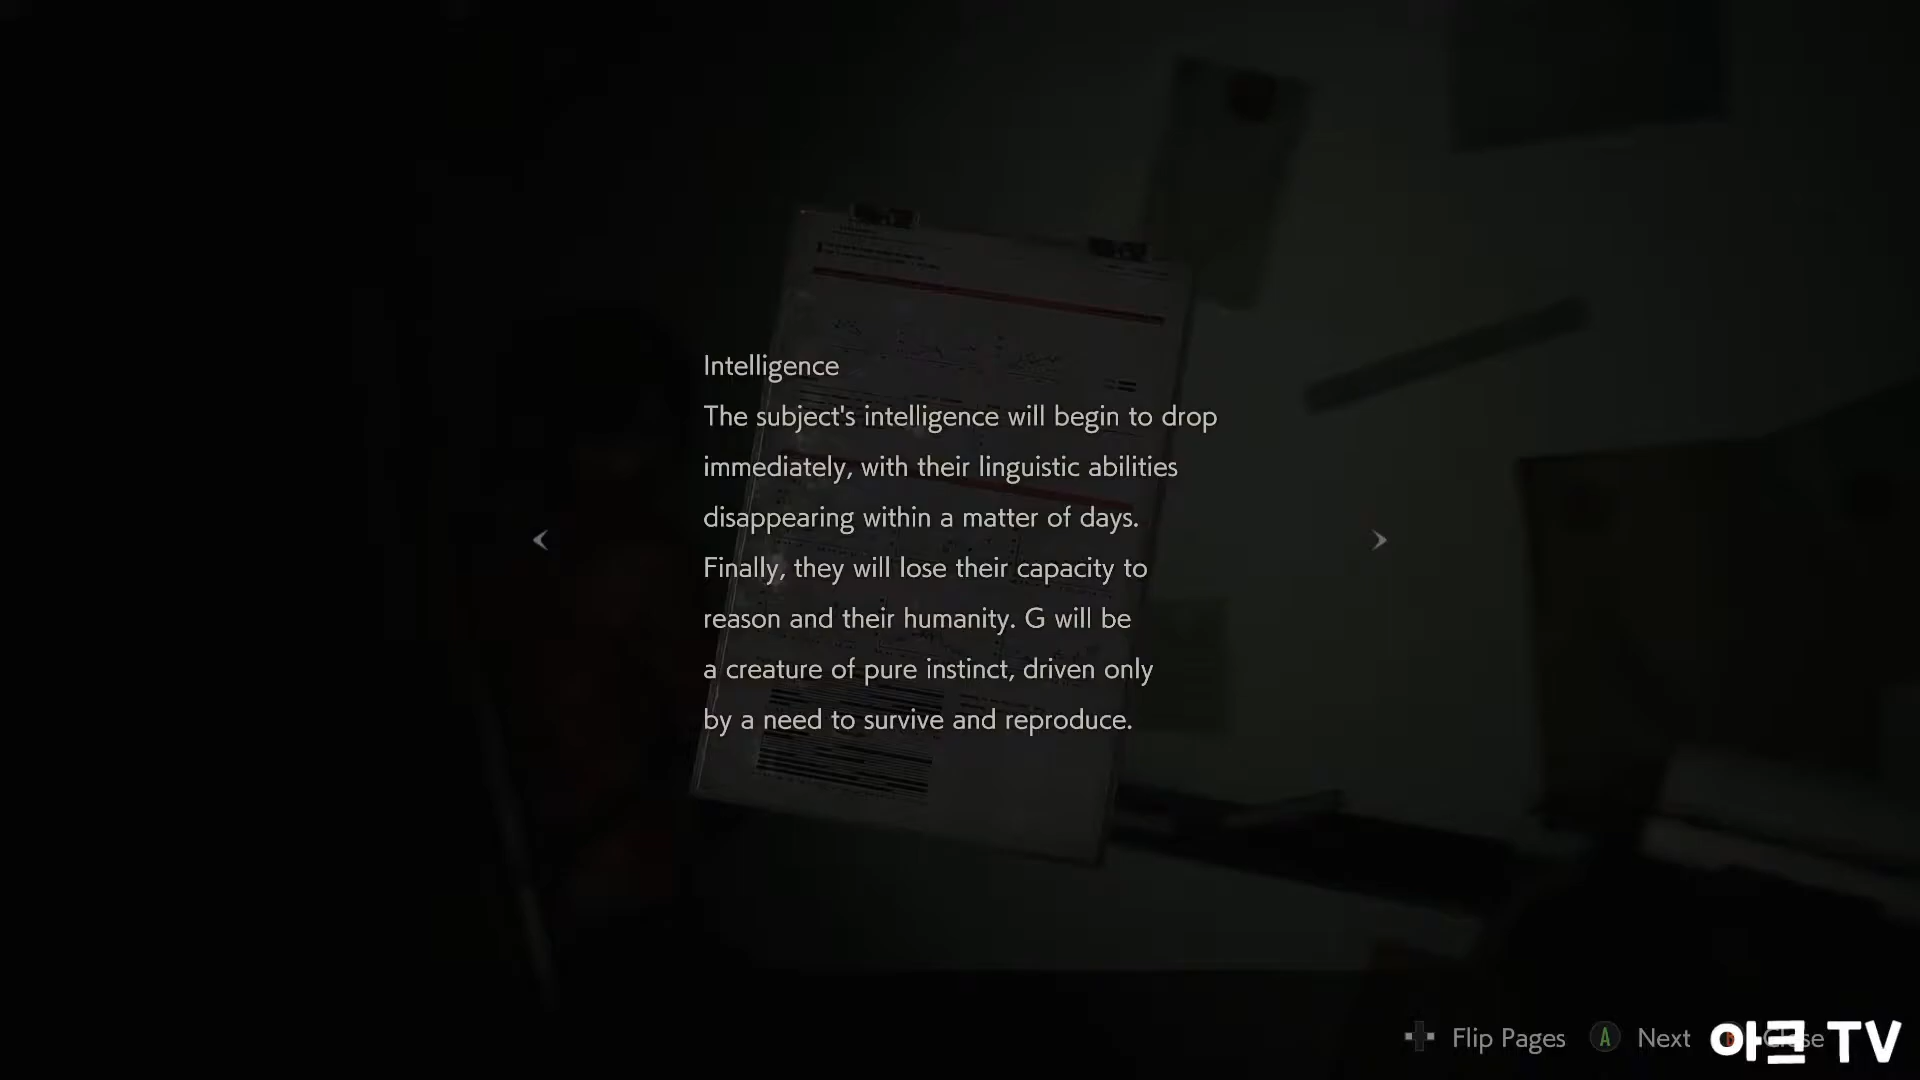 Intelligence
The subject's intelligence will begin to drop
immediately, with their linguistic abilities
disappearing within a matter of days.
Finally, they will lose their capacity to
reason and their humanity. G will be
a creature of pure instinct, driven only
by a need to survive and reproduce.
Flip Pages A Next Close
아크 TV